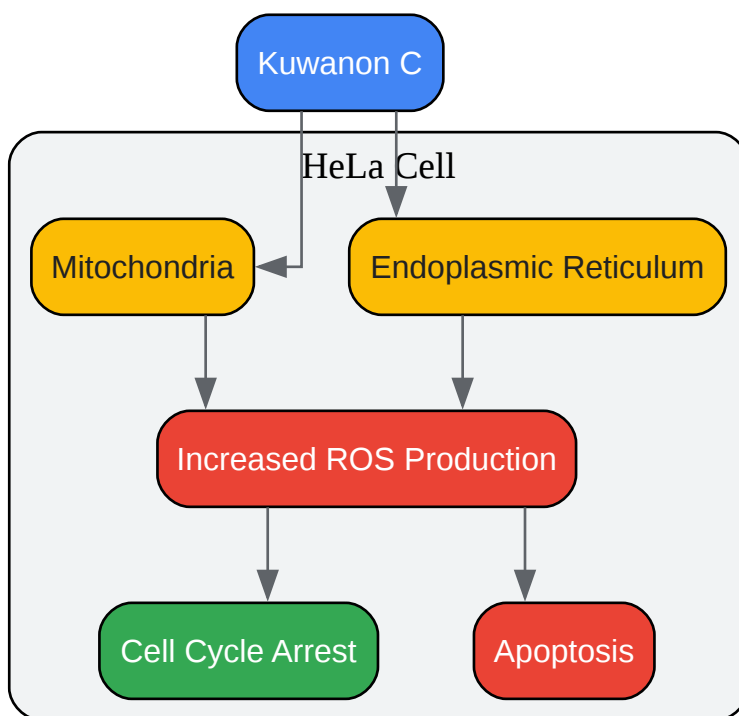 Kuwanon C
HeLa Cell
Mitochondria
Endoplasmic Reticulum
Increased ROS Production
Cell Cycle Arrest
Apoptosis